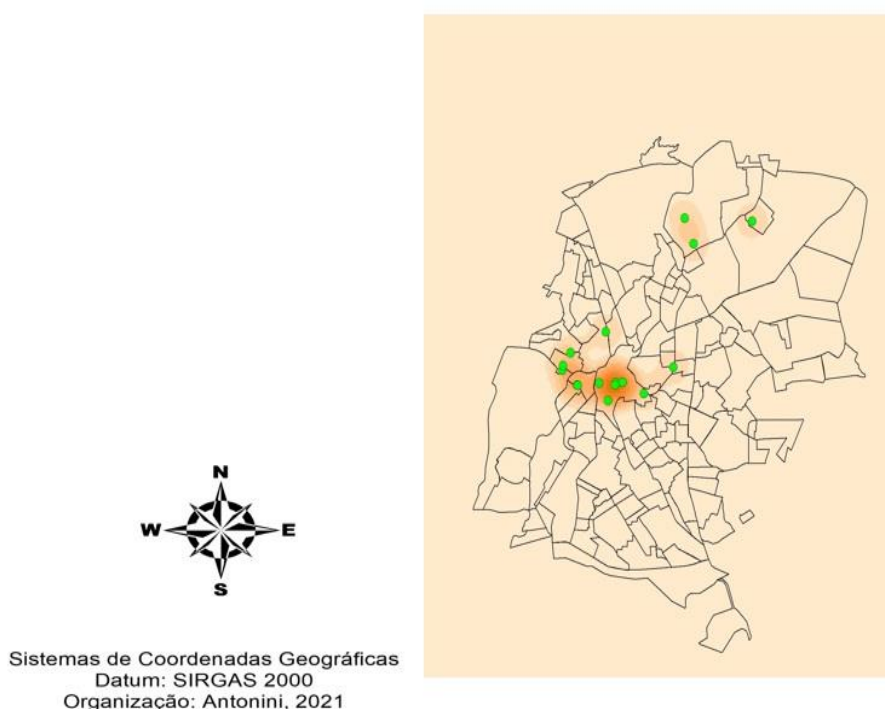 N
W E
S
Sistemas de Coordenadas Geográficas
Datum: SIRGAS 2000
Organização: Antonini, 2021